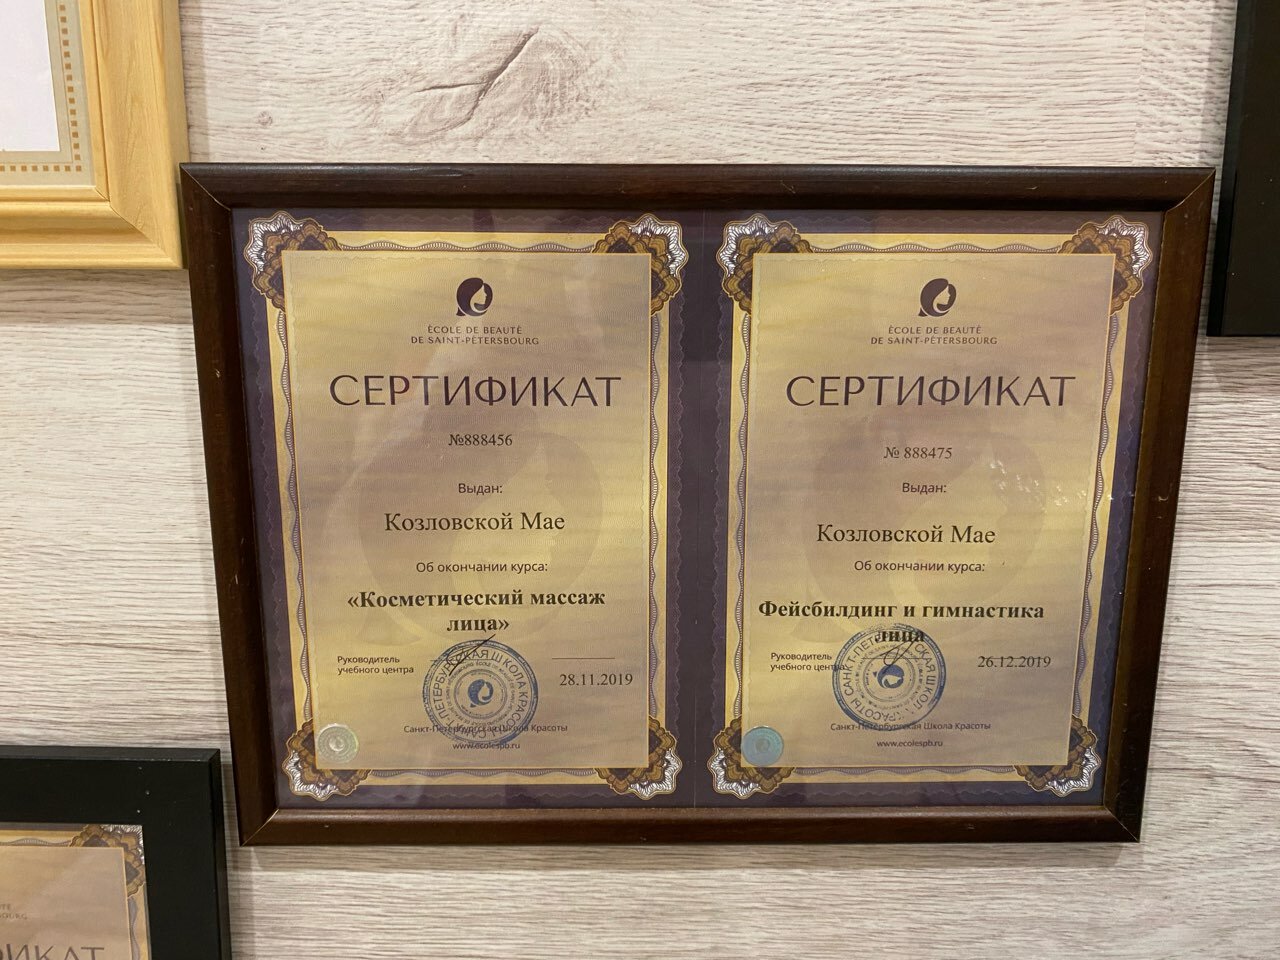 ÉCOLE DE BEAUTÉ
DE SAINT-PÉTERSBOURG
СЕРТИФИКАТ
№888456
Выдан:
Козловской Мае
Об окончании курса:
«Косметический массаж
лица»
Руководитель
учебного центра
28.11.2019
Санкт-Петербургская Школа Красоты
www.ecolespb.ru
ÉCOLE DE BEAUTÉ
DE SAINT-PÉTERSBOURG
СЕРТИФИКАТ
№ 888475
Выдан:
Козловской Мае
Об окончании курса:
Фейсбилдинг и гимнастика
лица
Руководитель
учебного центра
26.12.2019
Санкт-Петербургская Школа Красоты
www.ecolespb.ru